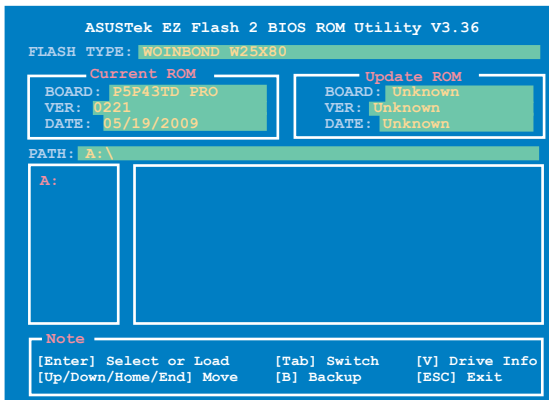 ASUSTek EZ Flash 2 BIOS ROM Utility V3.36
FLASH TYPE: WOINBOND W25X80
Current ROM
BOARD: P5P43TD PRO
VER: 0221
DATE: 05/19/2009
Update ROM
BOARD: Unknown
VER: Unknown
DATE: Unknown
PATH: A:\
A:
Note
[Enter] Select or Load [Tab] Switch [V] Drive Info
[Up/Down/Home/End] Move [B] Backup [ESC] Exit